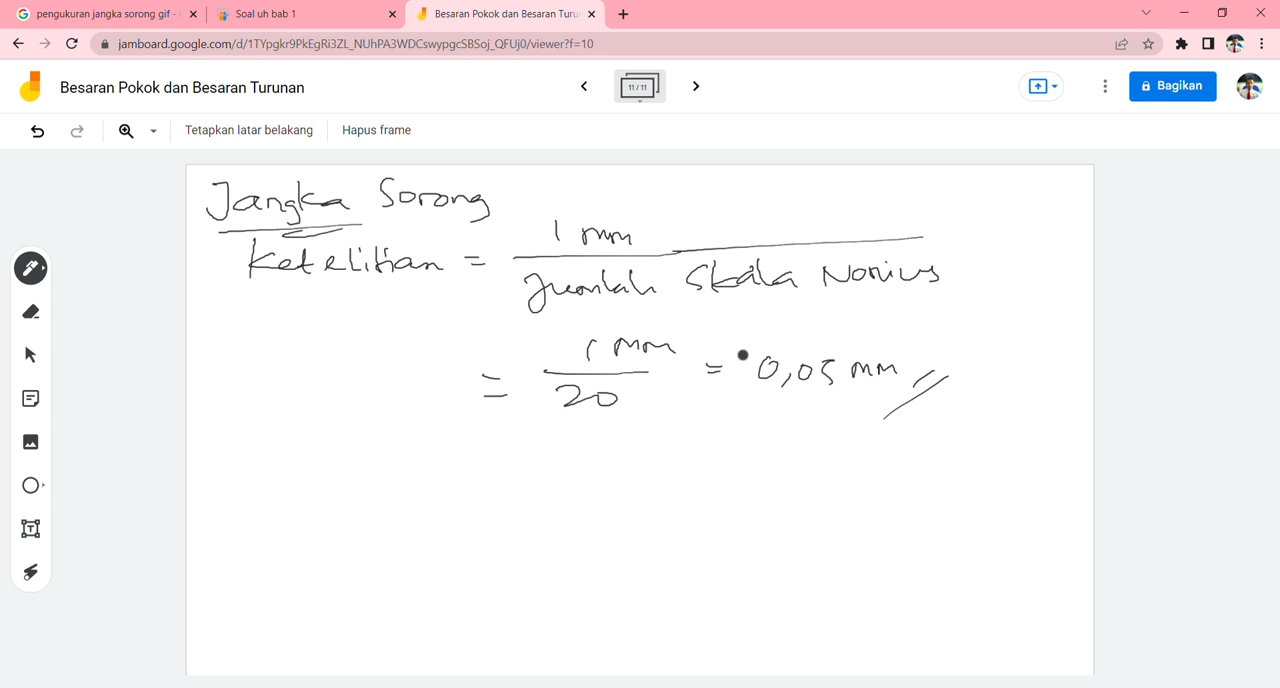 pengukuran jangka sorong gif -
Soal uh bab 1
Besaran Pokok dan Besaran Turu
jamboard.google.com/d/1TYpgkr9PkEgRi3ZL_NUhPA3WDCswypgcSBSoj_QFUj0/viewer?f=10
Besaran Pokok dan Besaran Turunan
11 / 11
Bagikan
Tetapkan latar belakang
Hapus frame
Jangka Sorong
Ketelitian = 1 mm
Jumlah Skala Nonius
= 1 mm
20
= 0,05 mm